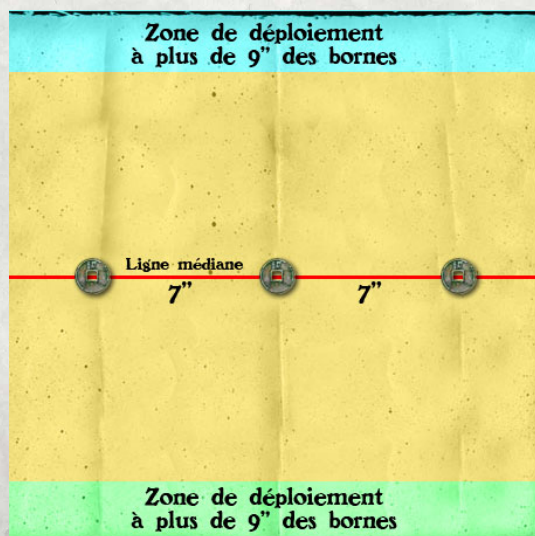 Zone de déploiement
à plus de 9” des bornes
Ligne médiane
7” 7”
Zone de déploiement
à plus de 9” des bornes